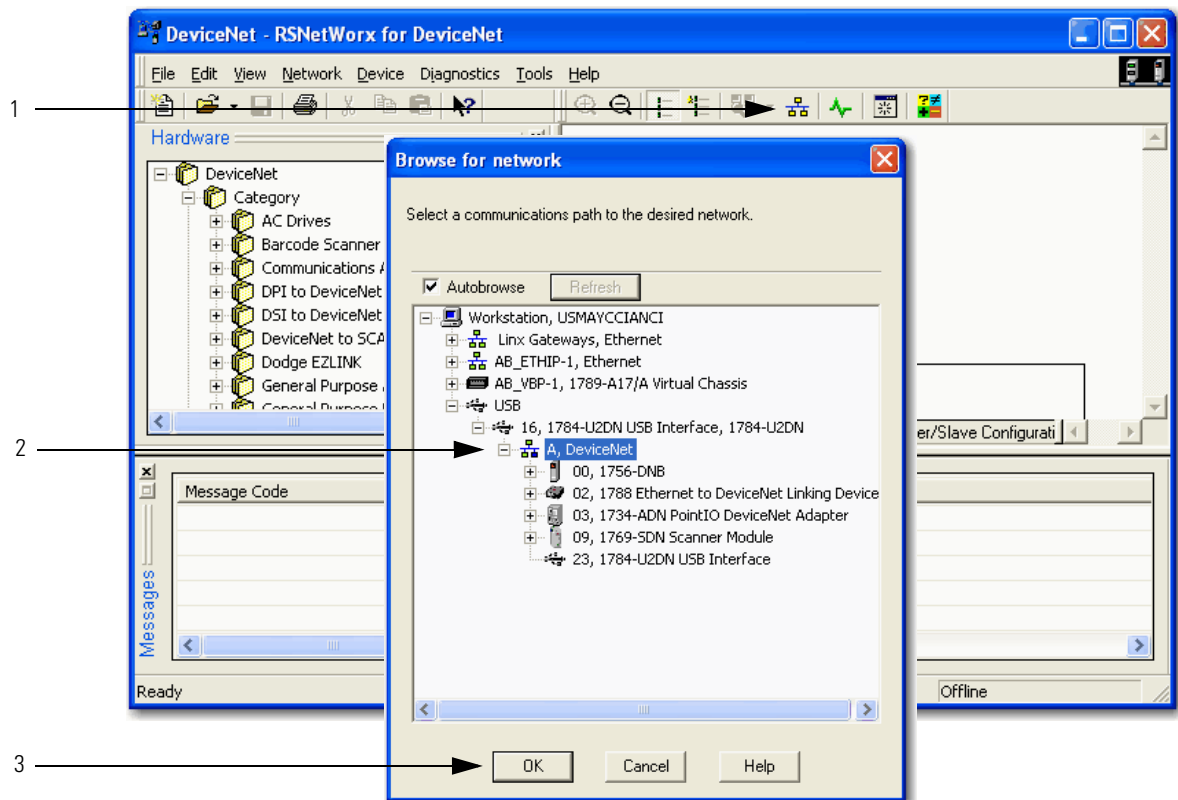 DeviceNet - RSNetWorx for DeviceNet
File Edit View Network Device Diagnostics Tools Help
1
Hardware
DeviceNet
Category
AC Drives
Barcode Scanner
Communications
DPI to DeviceNet
DSI to DeviceNet
DeviceNet to SCA
Dodge EZLINK
General Purpose
General Purpose
Browse for network
Select a communications path to the desired network.
Autobrowse Refresh
Workstation, USMAYCCIANCI
Linx Gateways, Ethernet
AB_ETHIP-1, Ethernet
AB_VBP-1, 1789-A17/A Virtual Chassis
USB
16, 1784-U2DN USB Interface, 1784-U2DN
2
A, DeviceNet
00, 1756-DNB
02, 1788 Ethernet to DeviceNet Linking Device
03, 1734-ADN PointIO DeviceNet Adapter
09, 1769-SDN Scanner Module
23, 1784-U2DN USB Interface
er/Slave Configurati
Message Code
Messages
Ready
Offline
3
OK Cancel Help